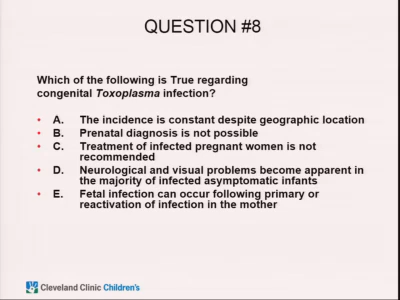 QUESTION #8
Which of the following is True regarding
congenital Toxoplasma infection?
• A. The incidence is constant despite geographic location
• B. Prenatal diagnosis is not possible
• C. Treatment of infected pregnant women is not
recommended
• D. Neurological and visual problems become apparent in
the majority of infected asymptomatic infants
• E. Fetal infection can occur following primary or
reactivation of infection in the mother
Cleveland Clinic Children's